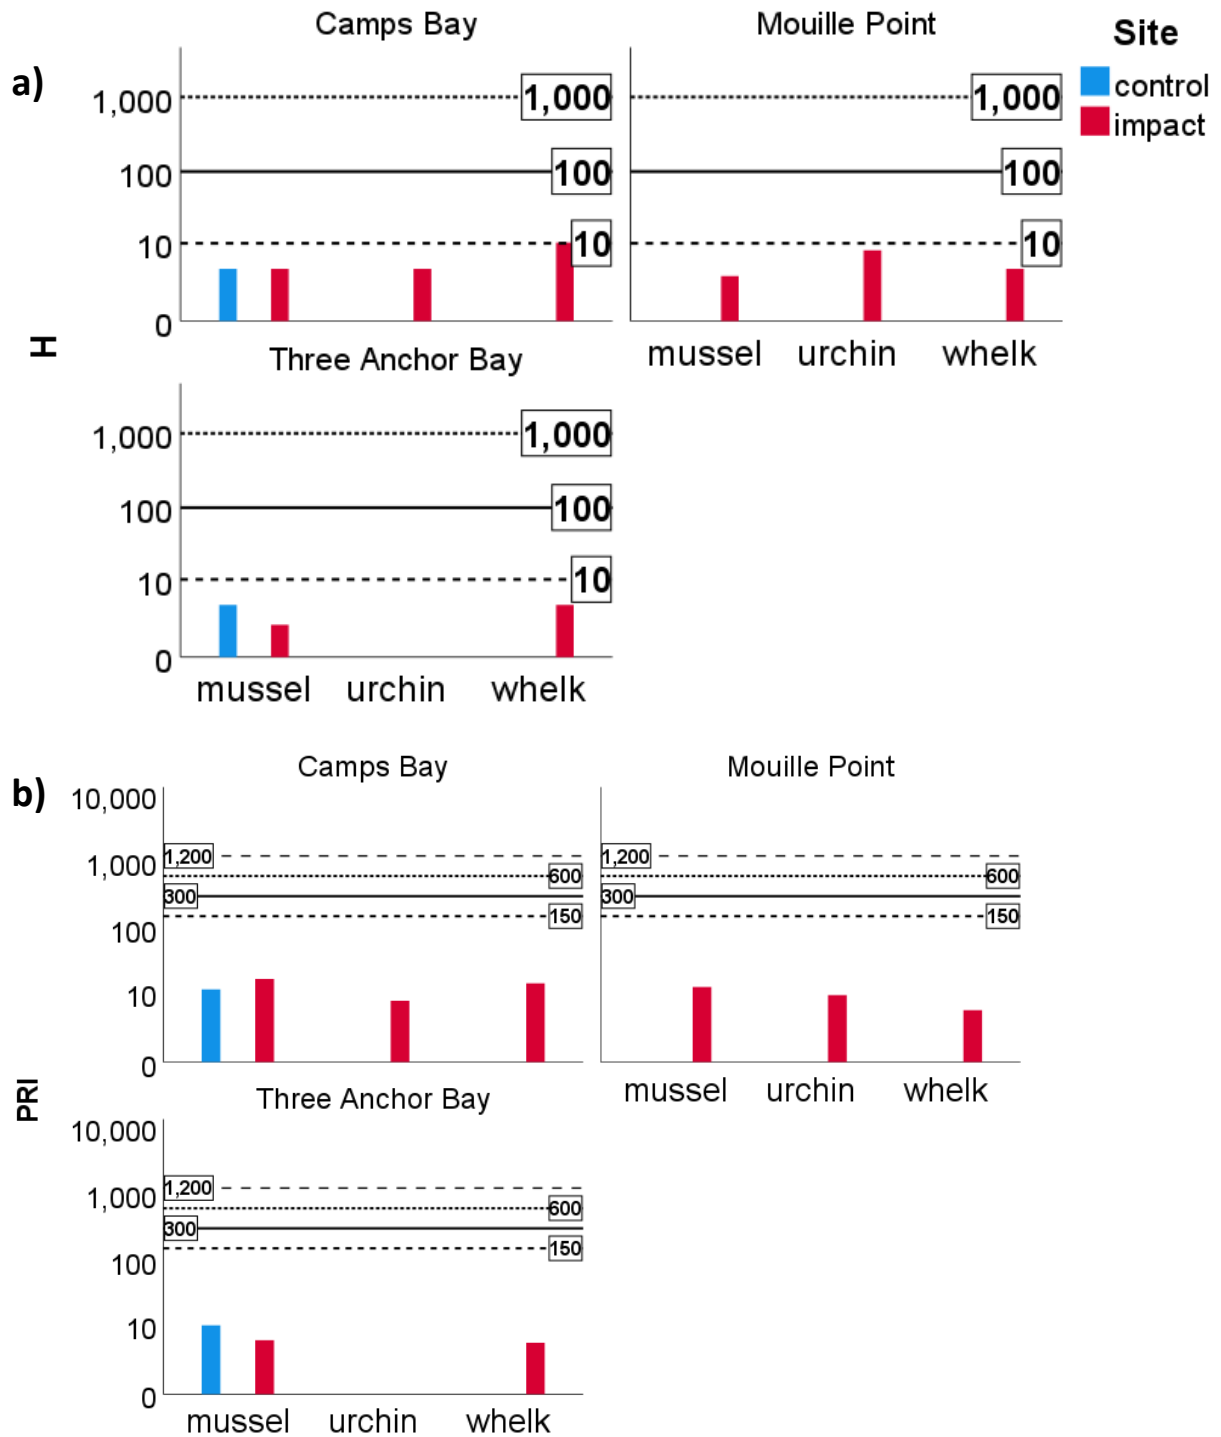 Camps Bay
Mouille Point
Site
control
impact
a)
1,000
100
10
0
1,000
100
10
1,000
100
10
mussel urchin whelk
H
Three Anchor Bay
1,000
100
10
0
1,000
100
10
mussel urchin whelk
b)
Camps Bay
Mouille Point
10,000
1,000
100
10
0
1,200
600
300
150
1,200
600
300
150
mussel urchin whelk
PRI
Three Anchor Bay
10,000
1,000
100
10
0
1,200
600
300
150
mussel urchin whelk